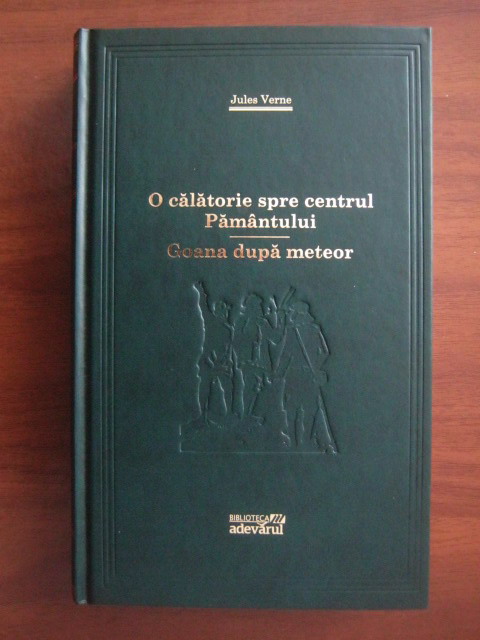 Jules Verne
O călătorie spre centrul
Pământului
Goana după meteor
BIBLIOTECA
adevărul